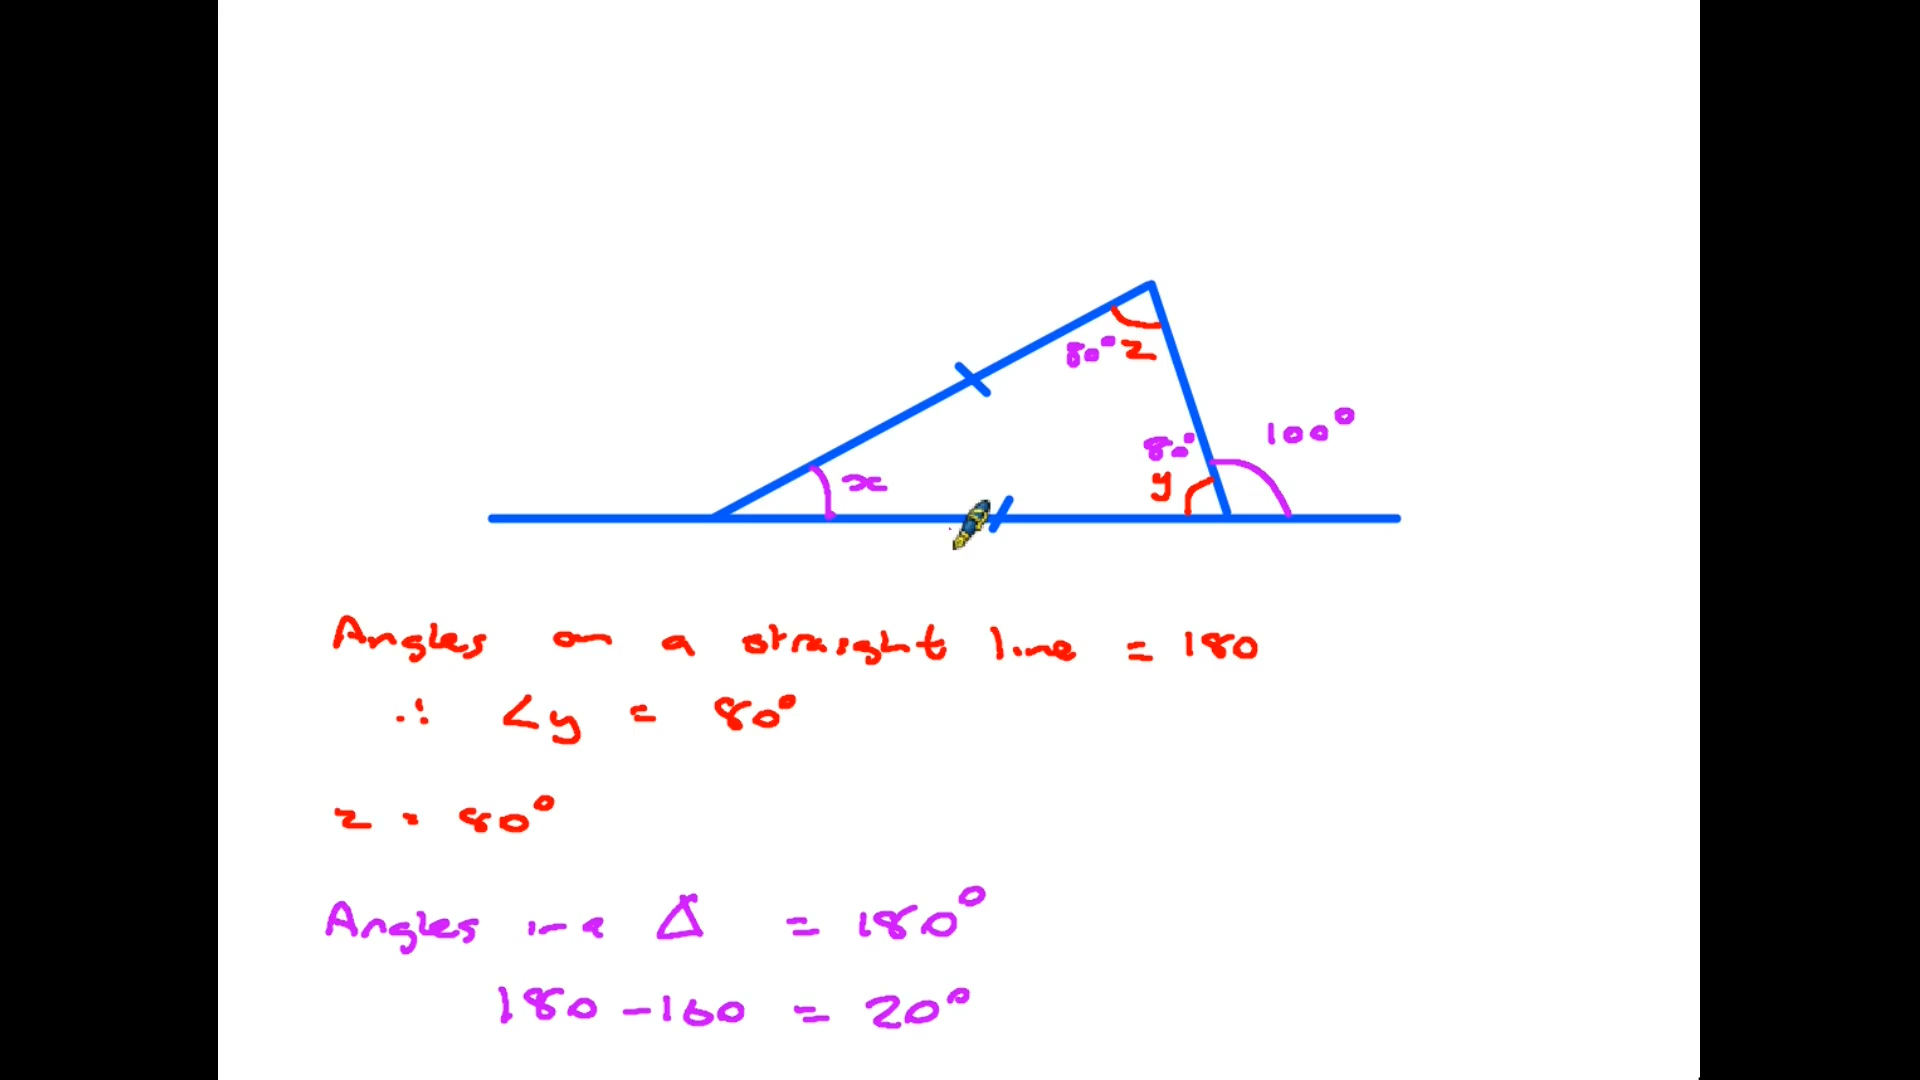 80° z
100°
80°
x
y
Angles on a straight line = 180
∴ ∠y = 80°
z = 80°
Angles in a Δ = 180°
180 - 160 = 20°